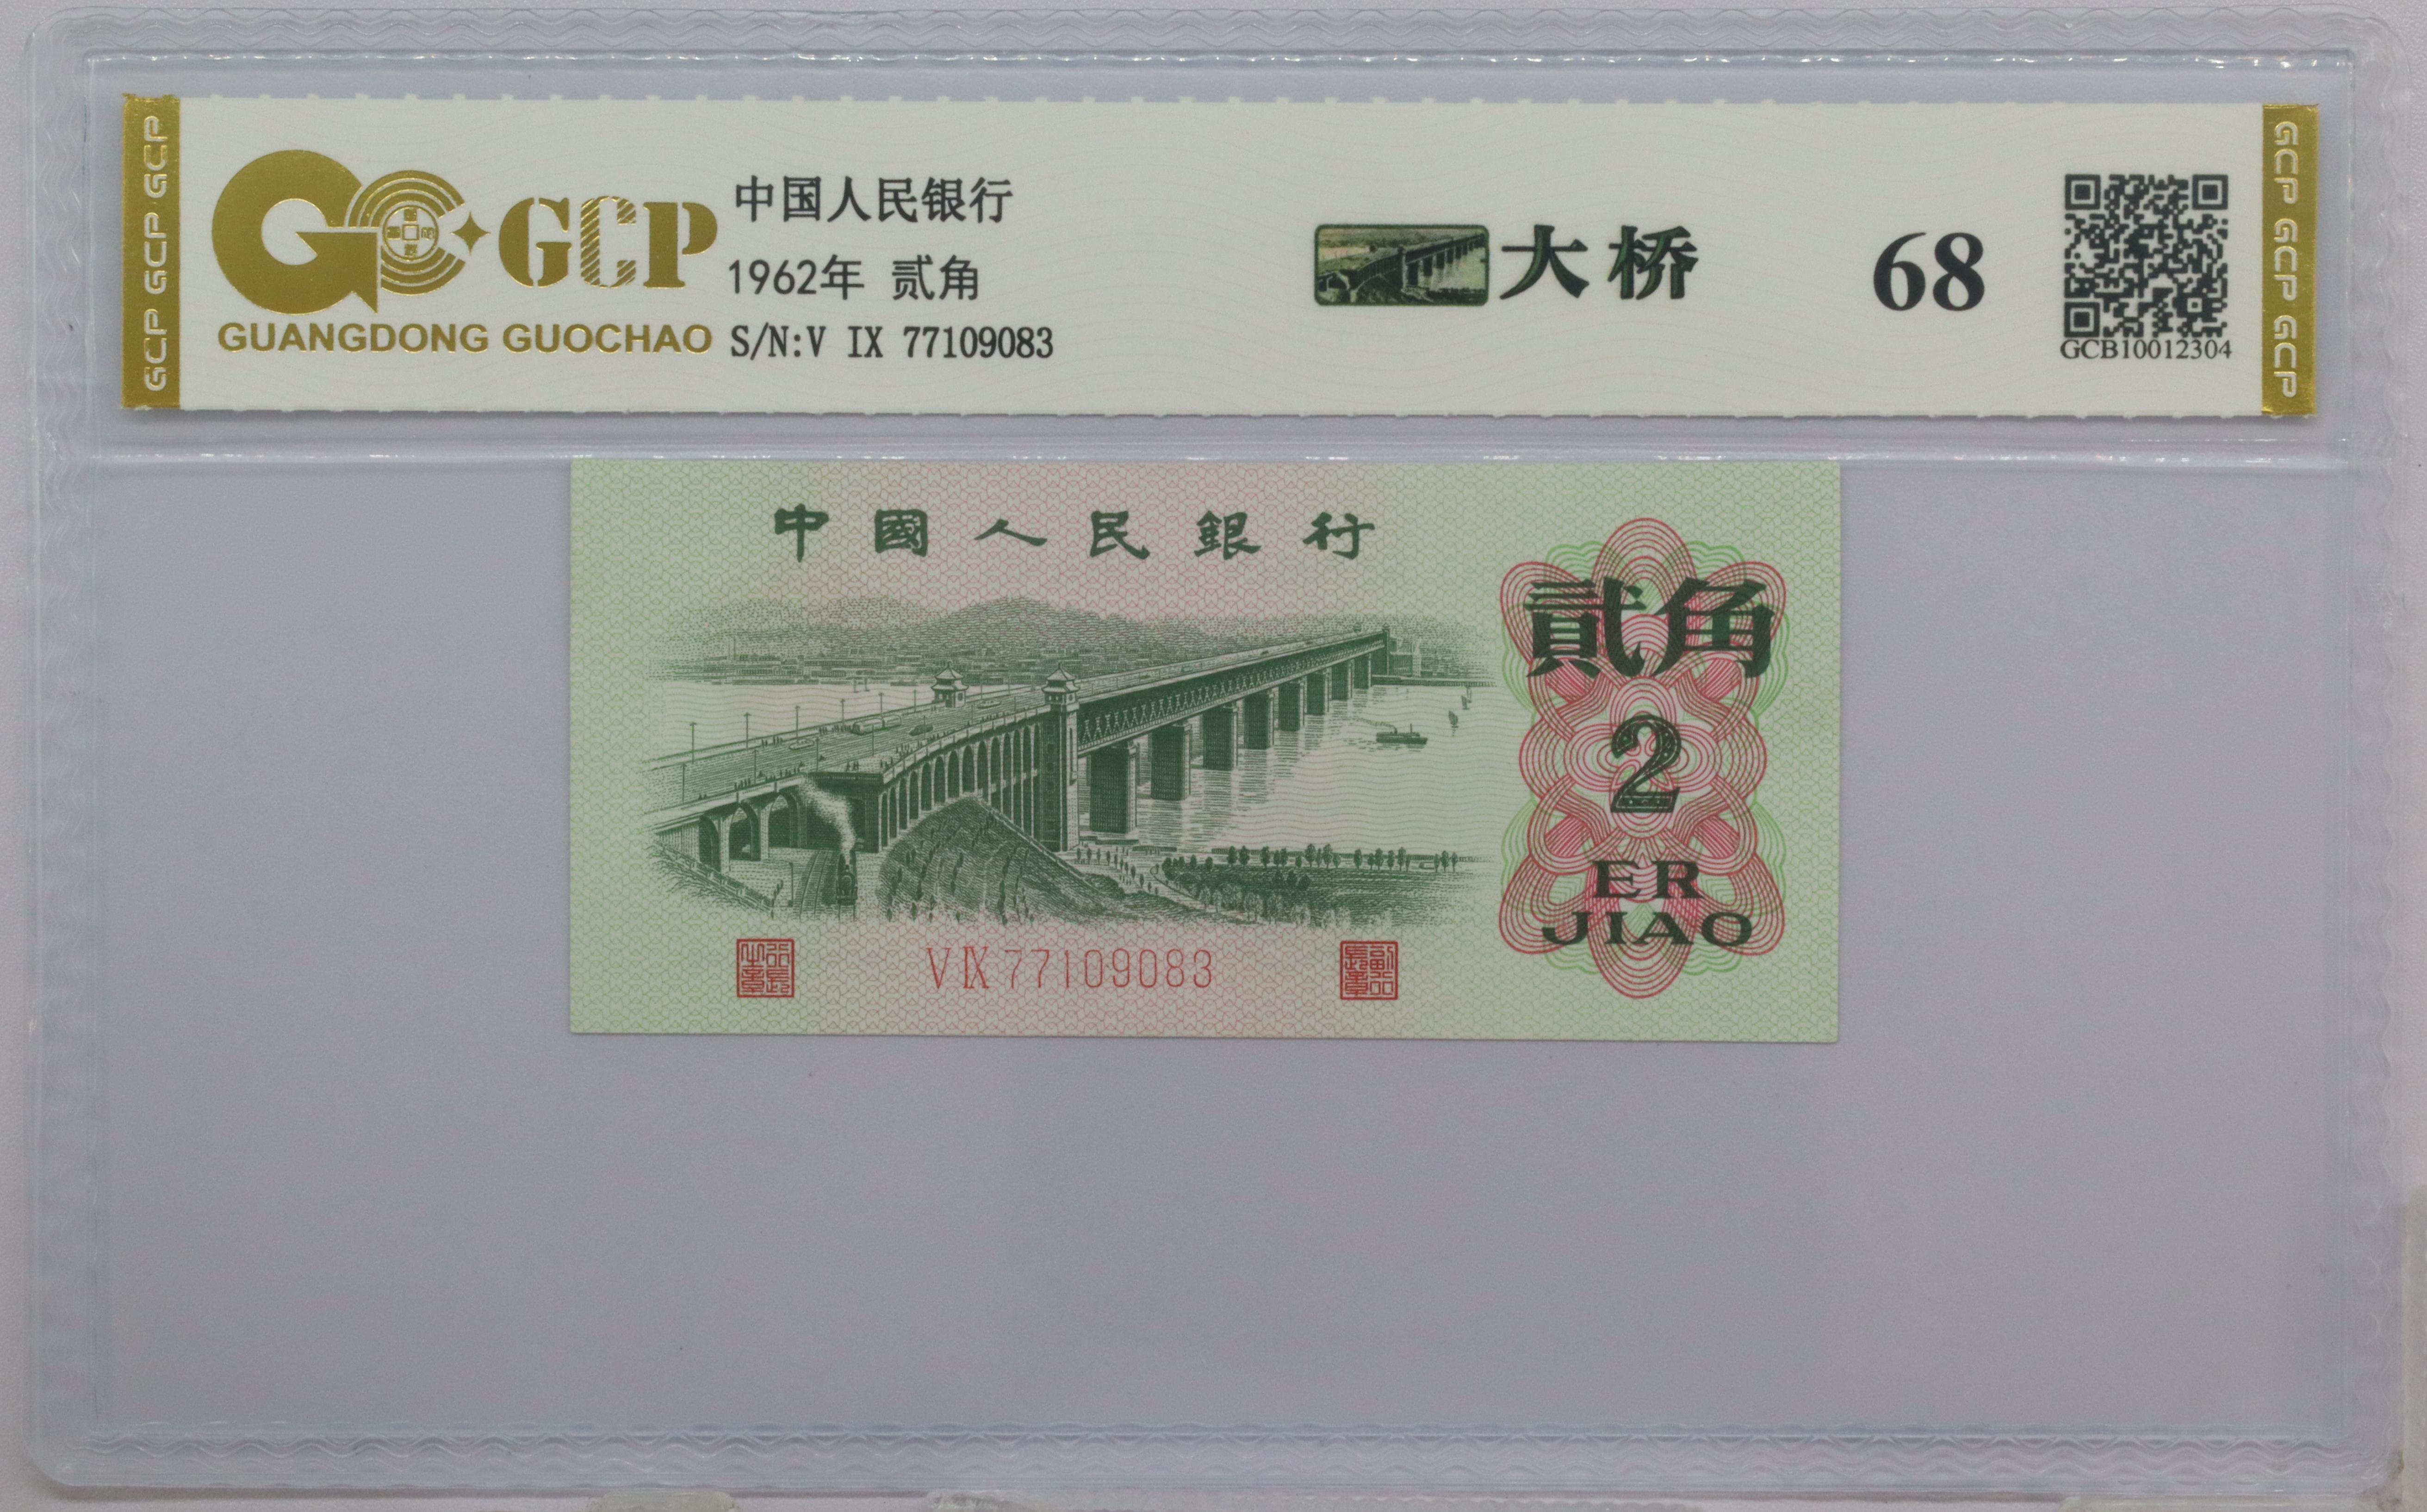 GCP GCP GCP
GCP
GUANGDONG GUOCHAO
中国人民银行
1962年 贰角
S/N:V IX 77109083
大桥
68
GCB10012304
GCP GCP GCP
中國人民銀行
貳角
2
ER
JIAO
V IX 77109083